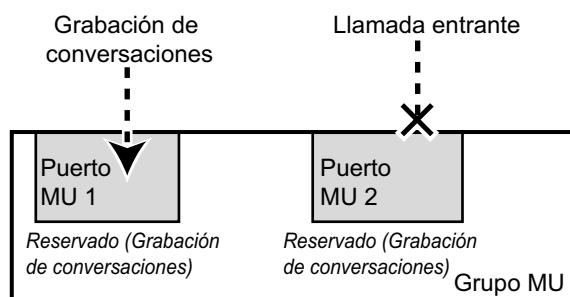 Grabación de
conversaciones
Llamada entrante
Puerto
MU 1
Puerto
MU 2
Reservado (Grabación
de conversaciones)
Reservado (Grabación
de conversaciones)
Grupo MU